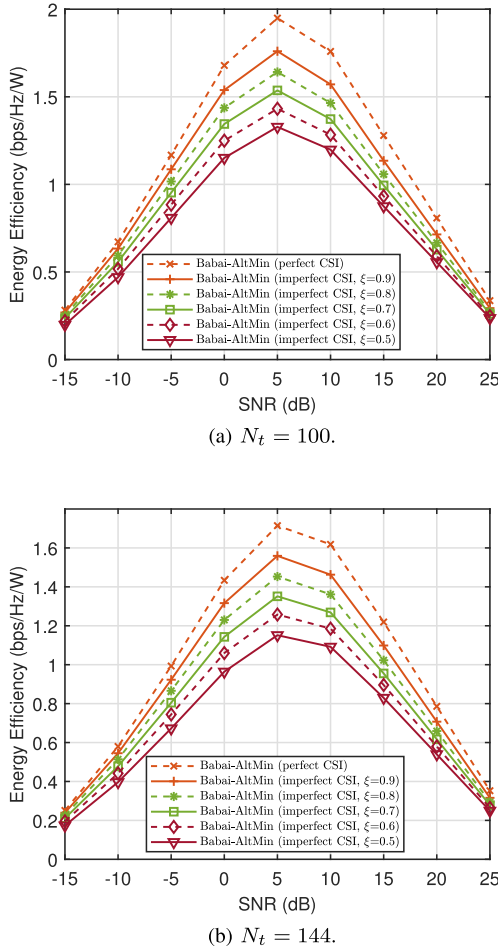 2
1.5
1
0.5
0
Energy Efficiency (bps/Hz/W)
Babai-AltMin (perfect CSI)
Babai-AltMin (imperfect CSI, ξ=0.9)
Babai-AltMin (imperfect CSI, ξ=0.8)
Babai-AltMin (imperfect CSI, ξ=0.7)
Babai-AltMin (imperfect CSI, ξ=0.6)
Babai-AltMin (imperfect CSI, ξ=0.5)
-15 -10 -5 0 5 10 15 20 25
SNR (dB)
(a) N_t = 100.
1.6
1.4
1.2
1
0.8
0.6
0.4
0.2
0
Energy Efficiency (bps/Hz/W)
Babai-AltMin (perfect CSI)
Babai-AltMin (imperfect CSI, ξ=0.9)
Babai-AltMin (imperfect CSI, ξ=0.8)
Babai-AltMin (imperfect CSI, ξ=0.7)
Babai-AltMin (imperfect CSI, ξ=0.6)
Babai-AltMin (imperfect CSI, ξ=0.5)
-15 -10 -5 0 5 10 15 20 25
SNR (dB)
(b) N_t = 144.